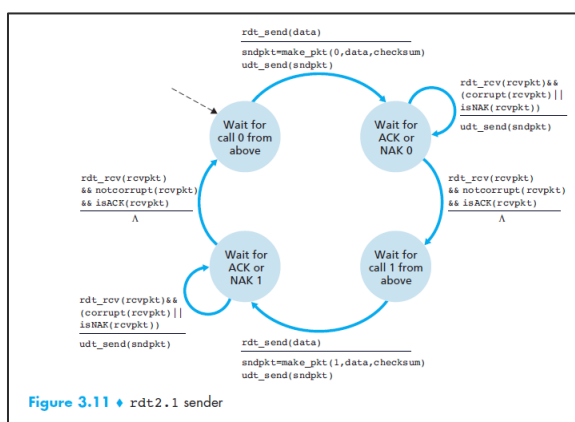 rdt_send(data)
sndpkt=make_pkt(0,data,checksum)
udt_send(sndpkt)
rdt_rcv(rcvpkt)&&
(corrupt(rcvpkt)||
isNAK(rcvpkt))
udt_send(sndpkt)
Wait for
call 0 from
above
Wait for
ACK or
NAK 0
rdt_rcv(rcvpkt)
&& notcorrupt(rcvpkt)
&& isACK(rcvpkt)
Λ
rdt_rcv(rcvpkt)
&& notcorrupt(rcvpkt)
&& isACK(rcvpkt)
Λ
Wait for
ACK or
NAK 1
Wait for
call 1 from
above
rdt_rcv(rcvpkt)&&
(corrupt(rcvpkt)||
isNAK(rcvpkt))
udt_send(sndpkt)
rdt_send(data)
sndpkt=make_pkt(1,data,checksum)
udt_send(sndpkt)
Figure 3.11 ♦ rdt2.1 sender